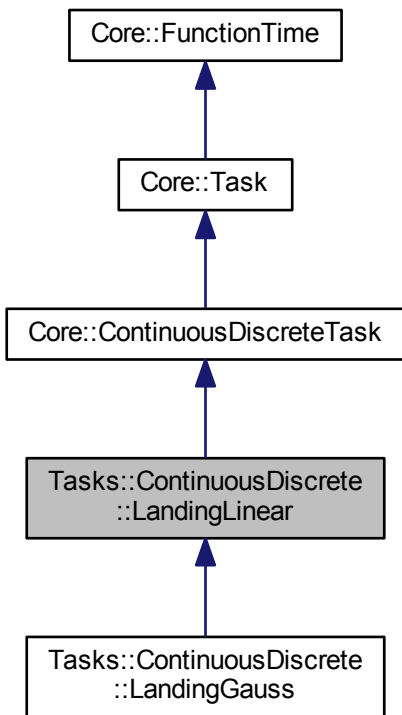 Core::FunctionTime
Core::Task
Core::ContinuousDiscreteTask
Tasks::ContinuousDiscrete
::LandingLinear
Tasks::ContinuousDiscrete
::LandingGauss